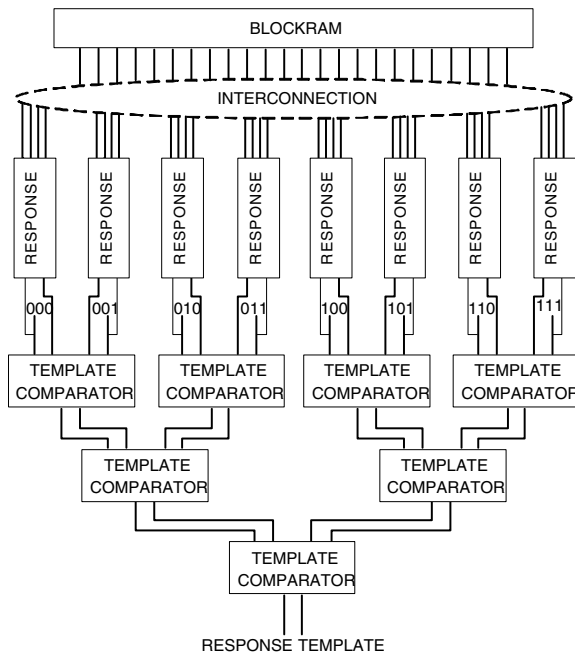 BLOCKRAM
INTERCONNECTION
RESPONSE RESPONSE RESPONSE RESPONSE RESPONSE RESPONSE RESPONSE RESPONSE
000 001 010 011 100 101 110 111
TEMPLATE TEMPLATE TEMPLATE TEMPLATE
COMPARATOR COMPARATOR COMPARATOR COMPARATOR
TEMPLATE TEMPLATE
COMPARATOR COMPARATOR
TEMPLATE
COMPARATOR
RESPONSE TEMPLATE